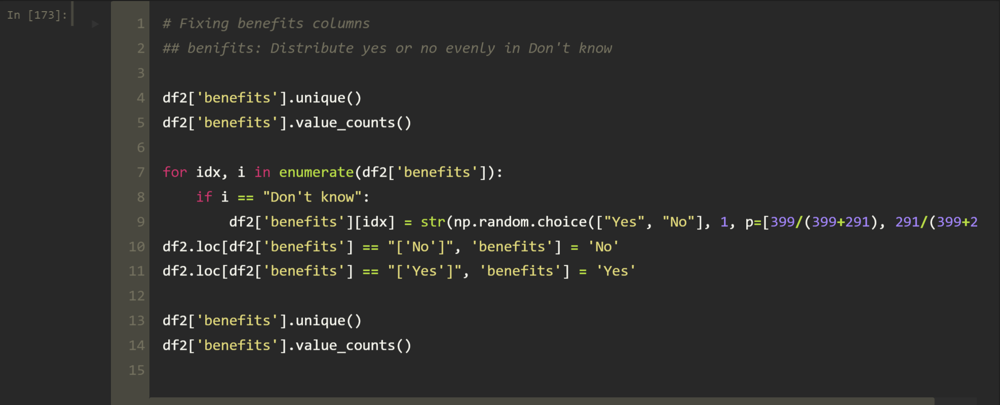 In [173]:
1 # Fixing benefits columns
2 ## benifits: Distribute yes or no evenly in Don't know
3
4 df2['benefits'].unique()
5 df2['benefits'].value_counts()
6
7 for idx, i in enumerate(df2['benefits']):
8     if i == "Don't know":
9         df2['benefits'][idx] = str(np.random.choice(["Yes", "No"], 1, p=[399/(399+291), 291/(399+2
10 df2.loc[df2['benefits'] == "['No']", 'benefits'] = 'No'
11 df2.loc[df2['benefits'] == "['Yes']", 'benefits'] = 'Yes'
12
13 df2['benefits'].unique()
14 df2['benefits'].value_counts()
15